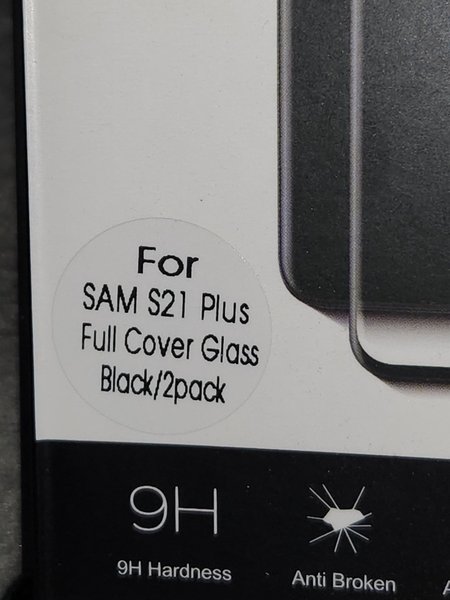 For
SAM S21 Plus
Full Cover Glass
Black/2pack
9H
9H Hardness
Anti Broken